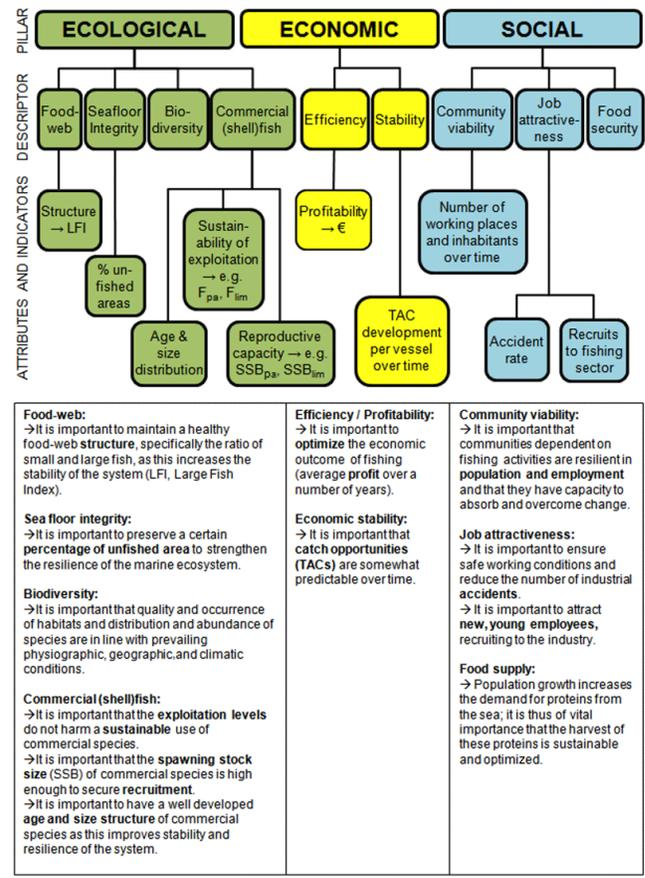 PILLAR
ECOLOGICAL
ECONOMIC
SOCIAL
DESCRIPTOR
Food-
web
Seafloor
Integrity
Bio-
diversity
Commercial
(shell)fish
Efficiency
Stability
Community
viability
Job
attractive-
ness
Food
security
ATTRIBUTES AND INDICATORS
Structure
→ LFI
% un-
fished
areas
Age &
size
distribution
Sustain-
ability of
exploitation
→ e.g.
Fpa, Flim
Reproductive
capacity → e.g.
SSBpa, SSBlim
Profitability
→ €
TAC
development
per vessel
over time
Number of
working places
and inhabitants
over time
Accident
rate
Recruits
to fishing
sector
Food-web:
→It is important to maintain a healthy
food-web structure, specifically the ratio of
small and large fish, as this increases the
stability of the system (LFI, Large Fish
Index).
Sea floor integrity:
→It is important to preserve a certain
percentage of unfished area to strengthen
the resilience of the marine ecosystem.
Biodiversity:
→It is important that quality and occurrence
of habitats and distribution and abundance of
species are in line with prevailing
physiographic, geographic,and climatic
conditions.
Commercial (shell)fish:
→It is important that the exploitation levels
do not harm a sustainable use of
commercial species.
→It is important that the spawning stock
size (SSB) of commercial species is high
enough to secure recruitment.
→It is important to have a well developed
age and size structure of commercial
species as this improves stability and
resilience of the system.
Efficiency / Profitability:
→ It is important to
optimize the economic
outcome of fishing
(average profit over a
number of years).
Economic stability:
→ It is important that
catch opportunities
(TACs) are somewhat
predictable over time.
Community viability:
→ It is important that
communities dependent on
fishing activities are resilient in
population and employment
and that they have capacity to
absorb and overcome change.
Job attractiveness:
→ It is important to ensure
safe working conditions and
reduce the number of industrial
accidents.
→ It is important to attract
new, young employees,
recruiting to the industry.
Food supply:
→ Population growth increases
the demand for proteins from
the sea; it is thus of vital
importance that the harvest of
these proteins is sustainable
and optimized.